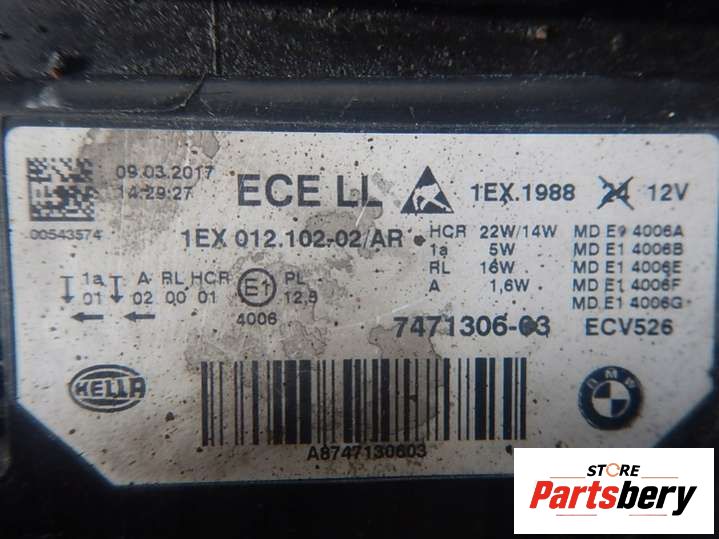 09.03.2017
14:29:27
ECE LL
1EX.1988 24 12V
00543574
1EX 012.102-02/AR
HCR 22W/14W MD E1 4006A
1a 5W MD E1 4006B
RL 16W MD E1 4006E
A 1,6W MD E1 4006F
MD E1 4006G
1a A RL HCR E1 PL
01 02 00 01 12,5
4006
7471306-03 ECV526
HELLA
BMW
A8747130603
STORE
Partsbery